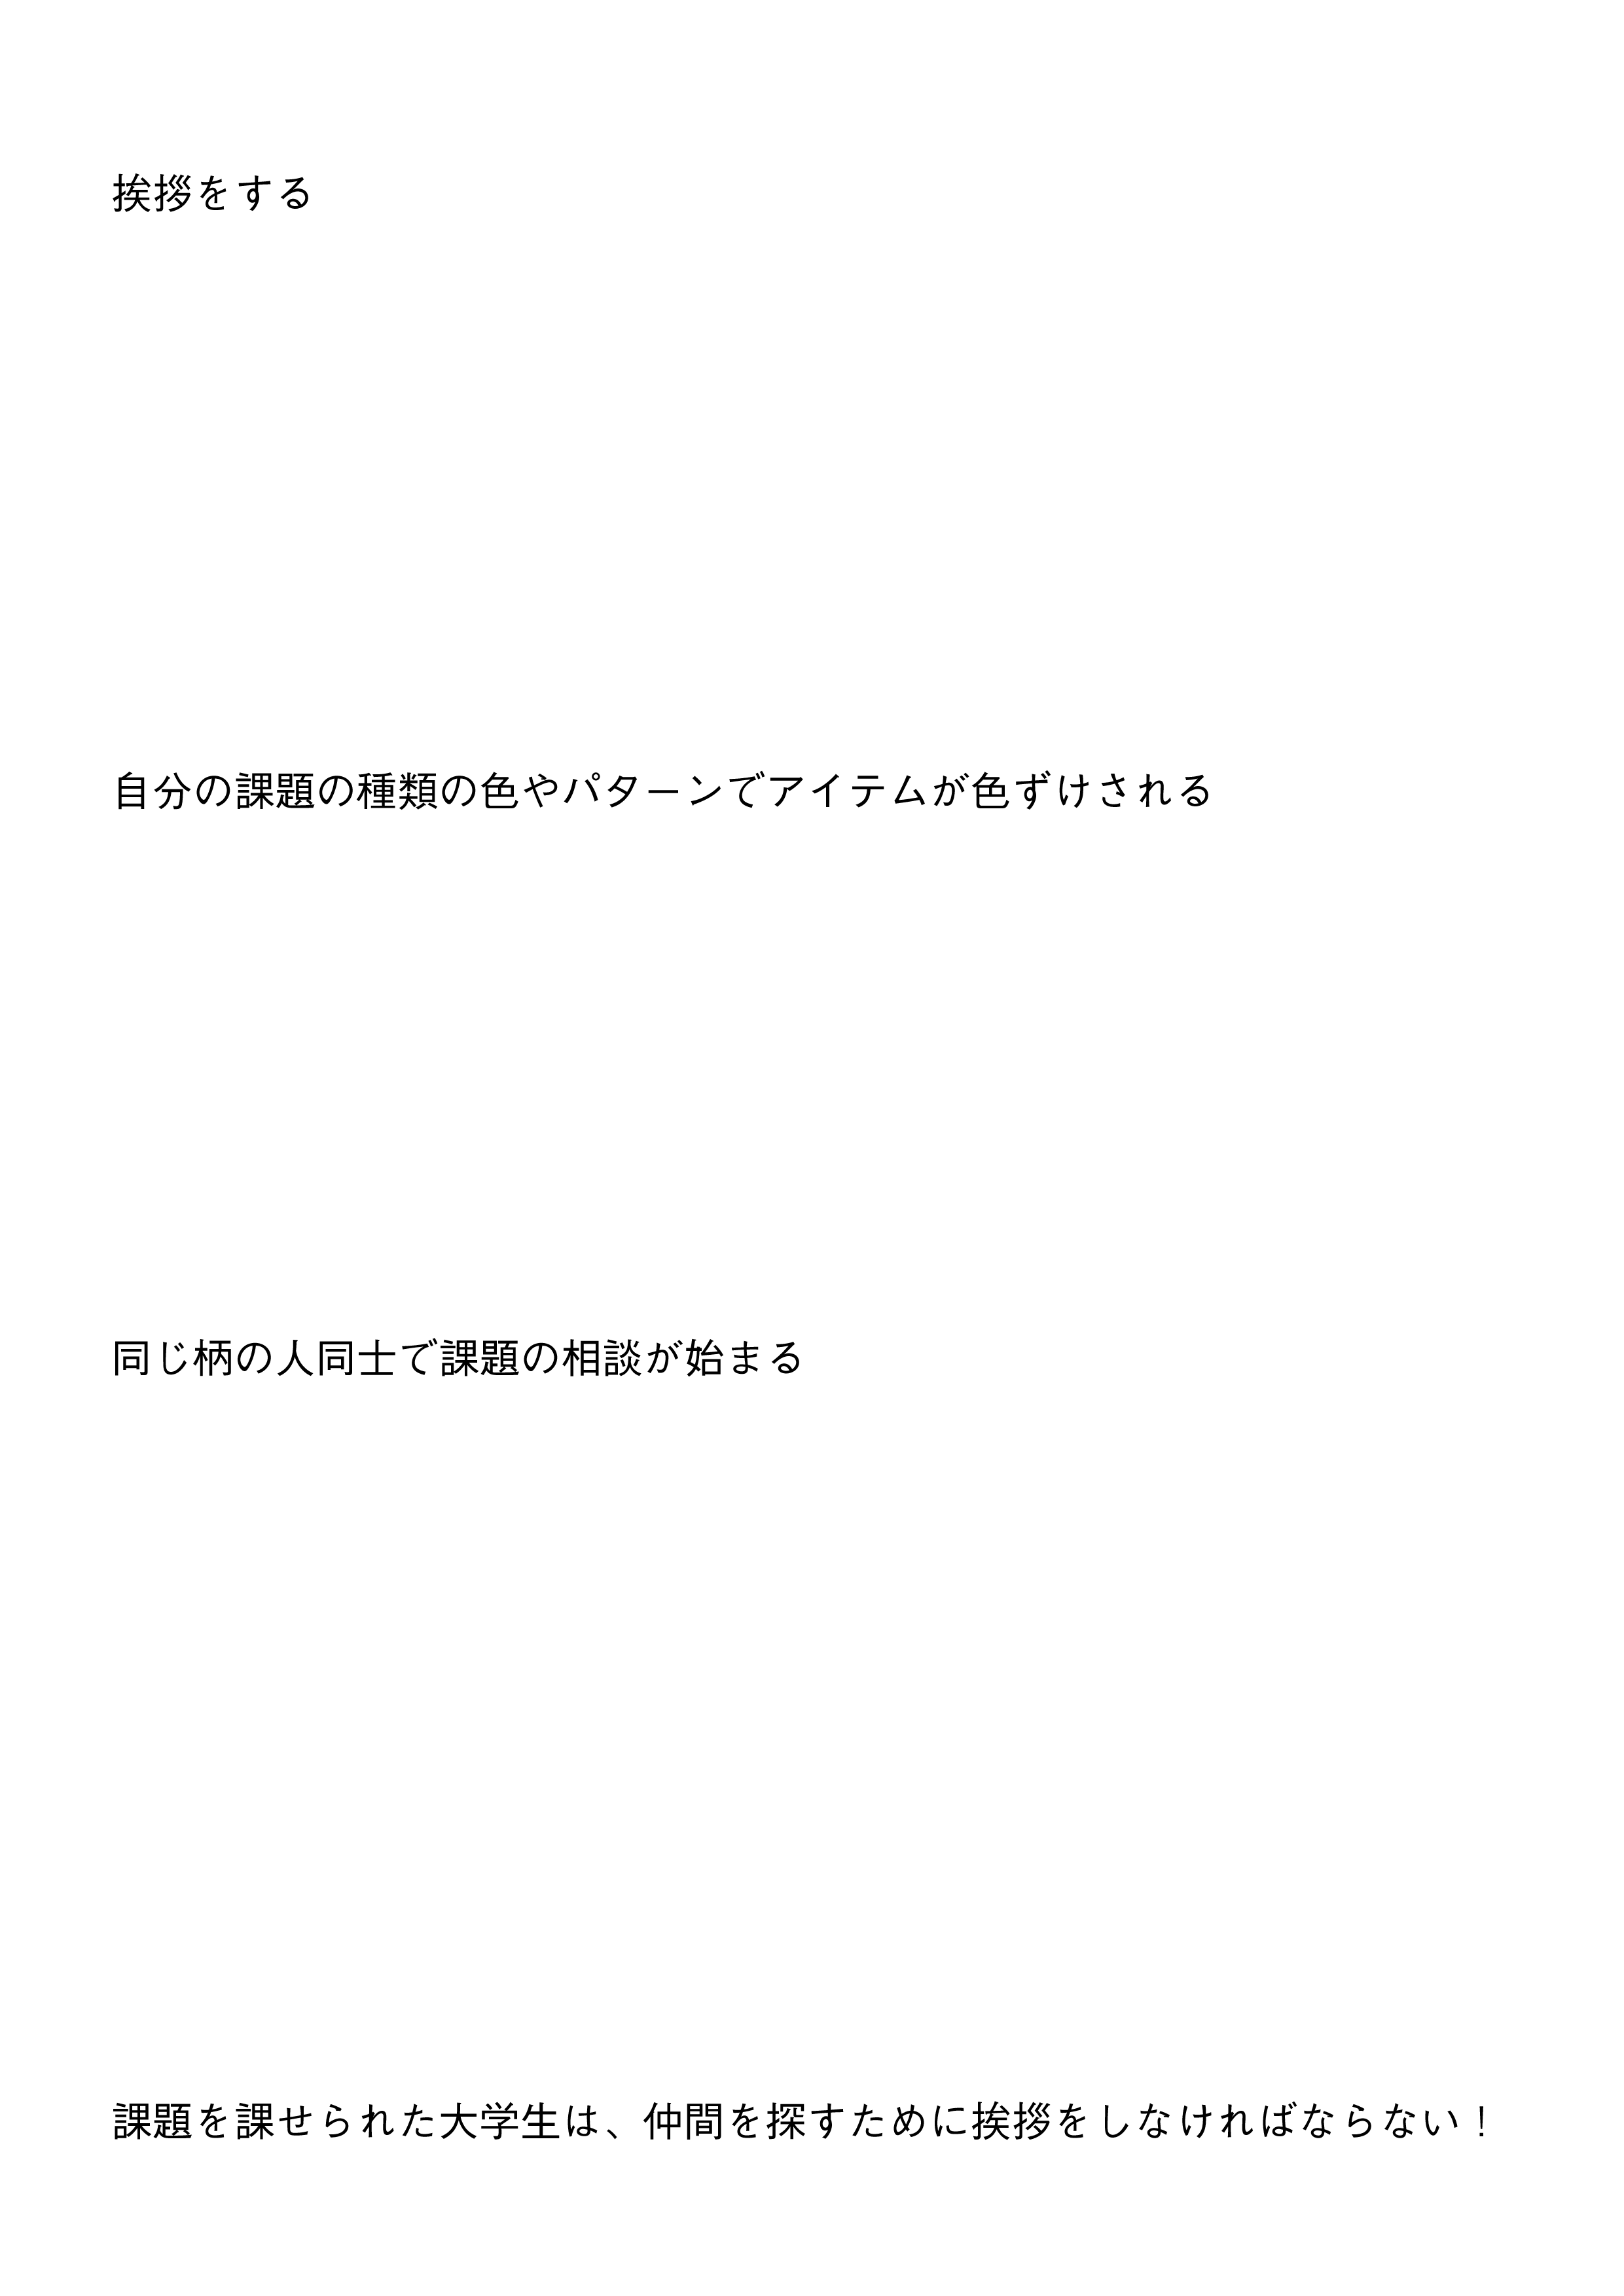 挨拶をする
自分の課題の種類の色やパターンでアイテムが色ずけされる
同じ柄の人同士で課題の相談が始まる
課題を課せられた大学生は、仲間を探すために挨拶をしなければならない！